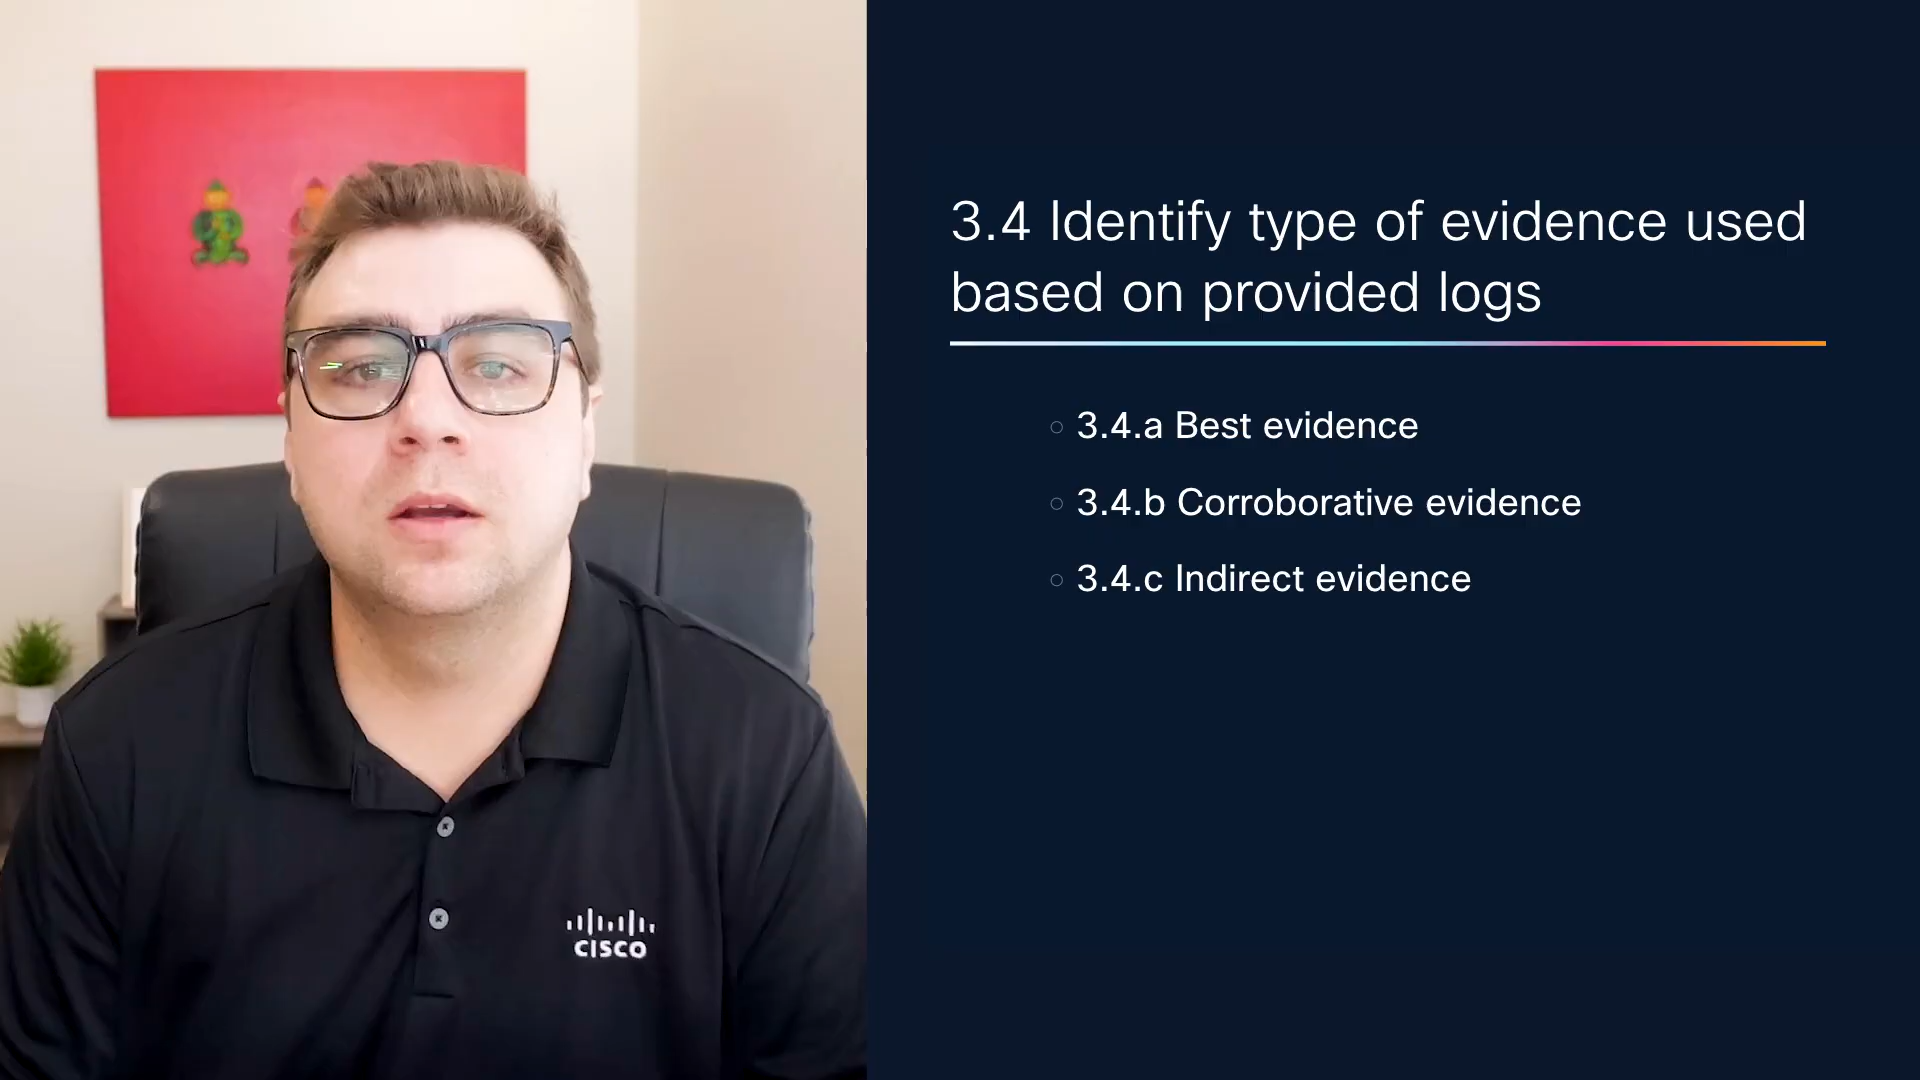 3.4 Identify type of evidence used
based on provided logs
3.4.a Best evidence
3.4.b Corroborative evidence
3.4.c Indirect evidence
CISCO